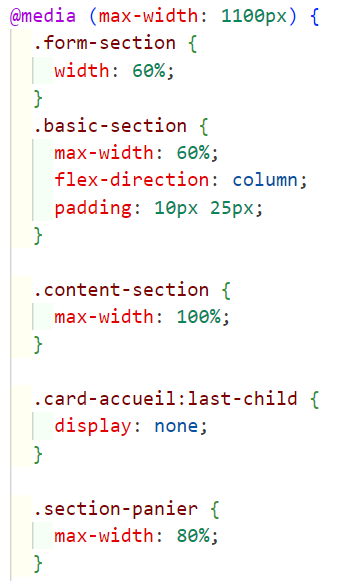 @media (max-width: 1100px) {
  .form-section {
    width: 60%;
  }
  .basic-section {
    max-width: 60%;
    flex-direction: column;
    padding: 10px 25px;
  }

  .content-section {
    max-width: 100%;
  }

  .card-accueil:last-child {
    display: none;
  }

  .section-panier {
    max-width: 80%;
  }